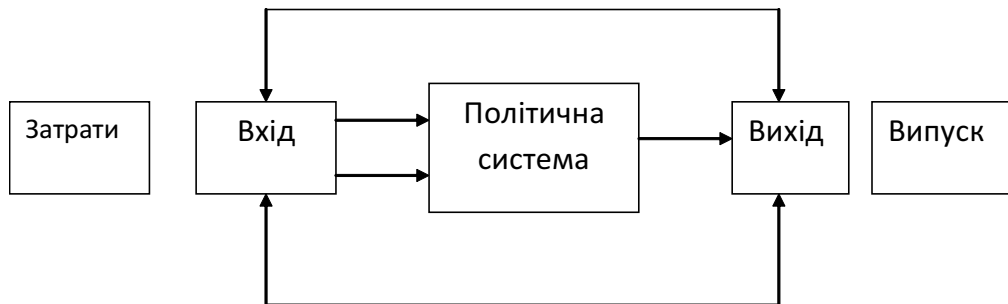 Затрати
Вхід
Політична
система
Вихід
Випуск